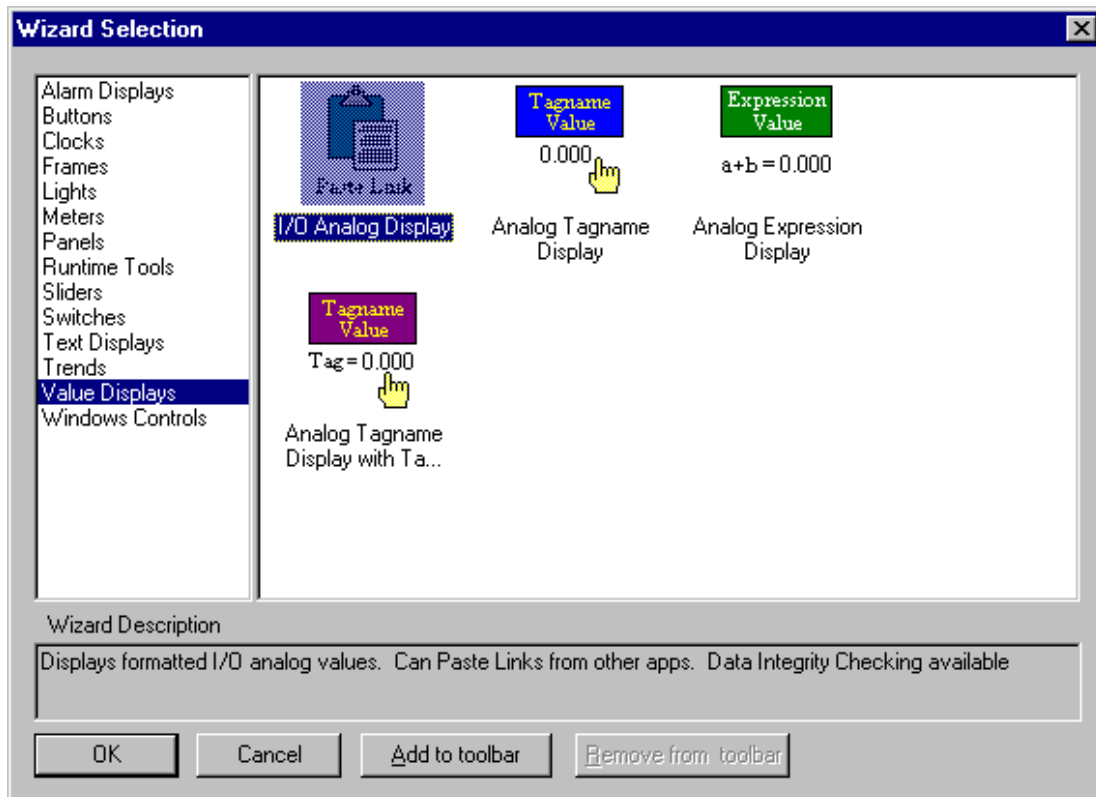 Wizard Selection
Alarm Displays
Buttons
Clocks
Frames
Lights
Meters
Panels
Runtime Tools
Sliders
Switches
Text Displays
Trends
Value Displays
Windows Controls
Paste Link
I/O Analog Display
Tagname
Value
0.000
Analog Tagname
Display
Expression
Value
a+b = 0.000
Analog Expression
Display
Tagname
Value
Tag = 0.000
Analog Tagname
Display with Ta...
Wizard Description
Displays formatted I/O analog values.  Can Paste Links from other apps.  Data Integrity Checking available
OK
Cancel
Add to toolbar
Remove from toolbar